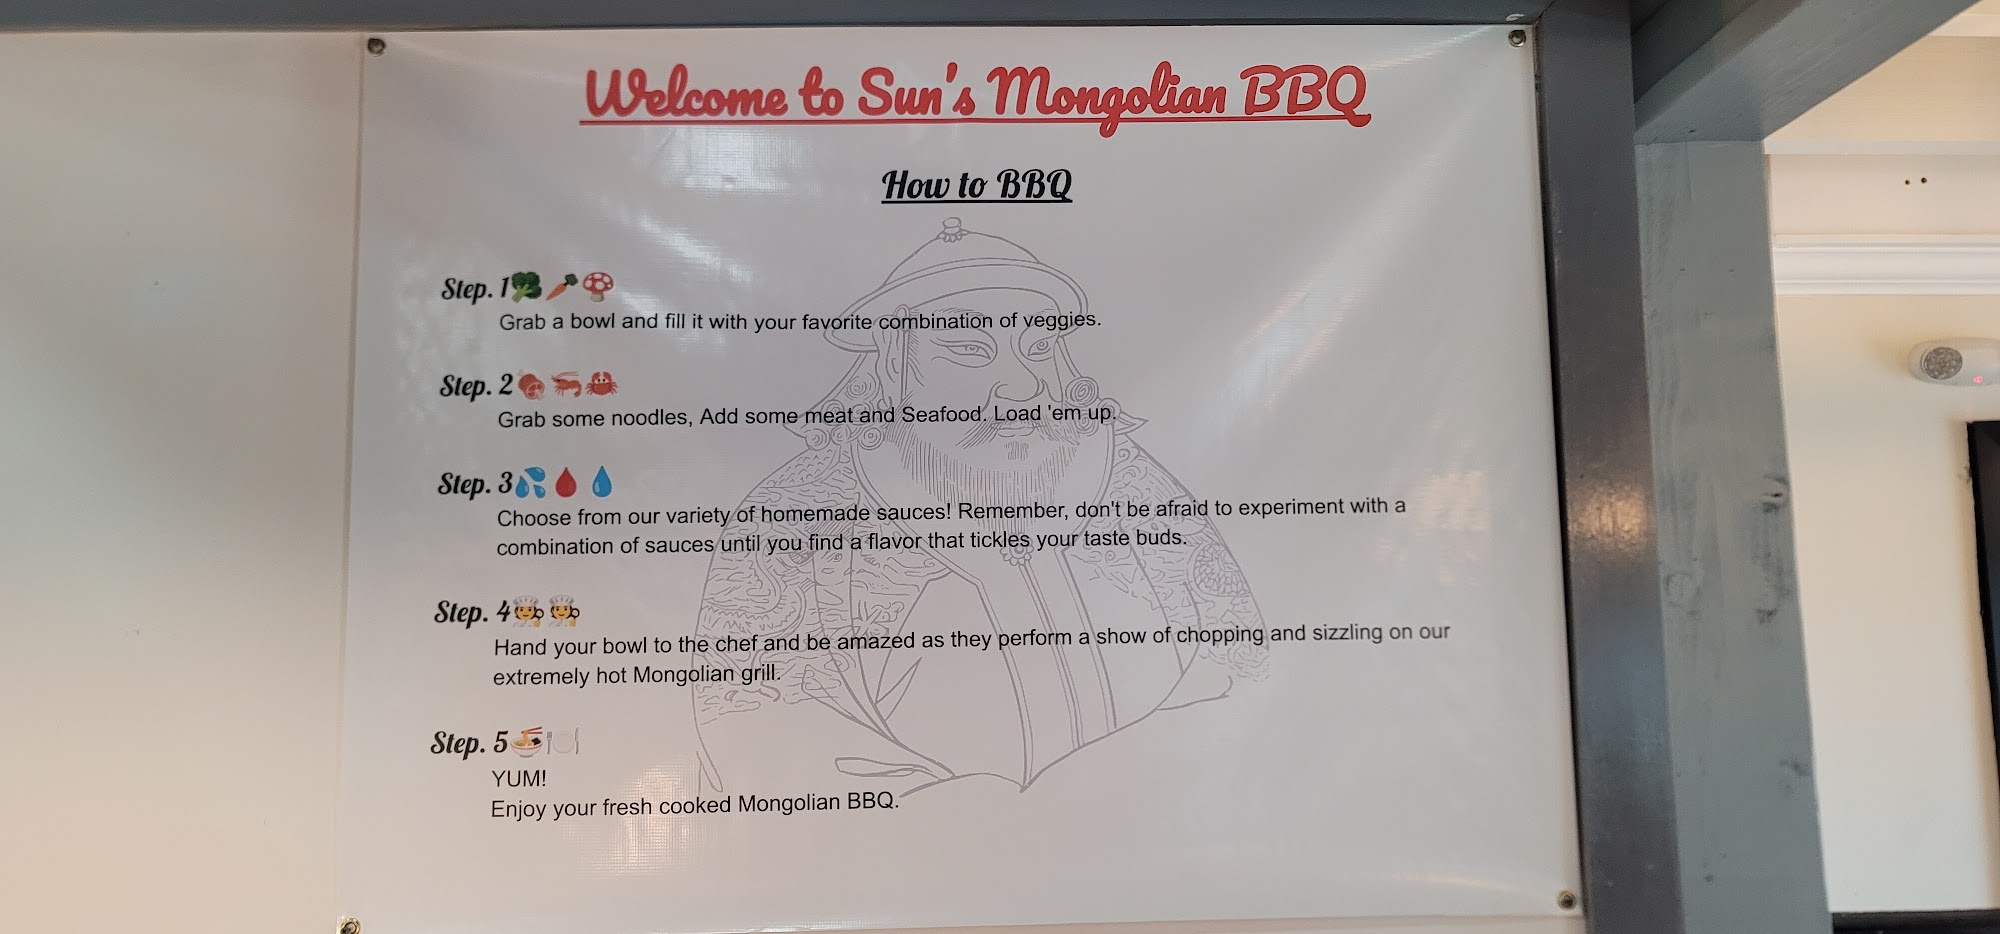 Welcome to Sun's Mongolian BBQ
How to BBQ
Step. 1🥦🥕🍄
Grab a bowl and fill it with your favorite combination of veggies.
Step. 2🍖🦐🦀
Grab some noodles, Add some meat and Seafood. Load 'em up.
Step. 3💦🩸💧
Choose from our variety of homemade sauces! Remember, don't be afraid to experiment with a
combination of sauces until you find a flavor that tickles your taste buds.
Step. 4🧑‍🍳🧑‍🍳
Hand your bowl to the chef and be amazed as they perform a show of chopping and sizzling on our
extremely hot Mongolian grill.
Step. 5🍜🍽️
YUM!
Enjoy your fresh cooked Mongolian BBQ.